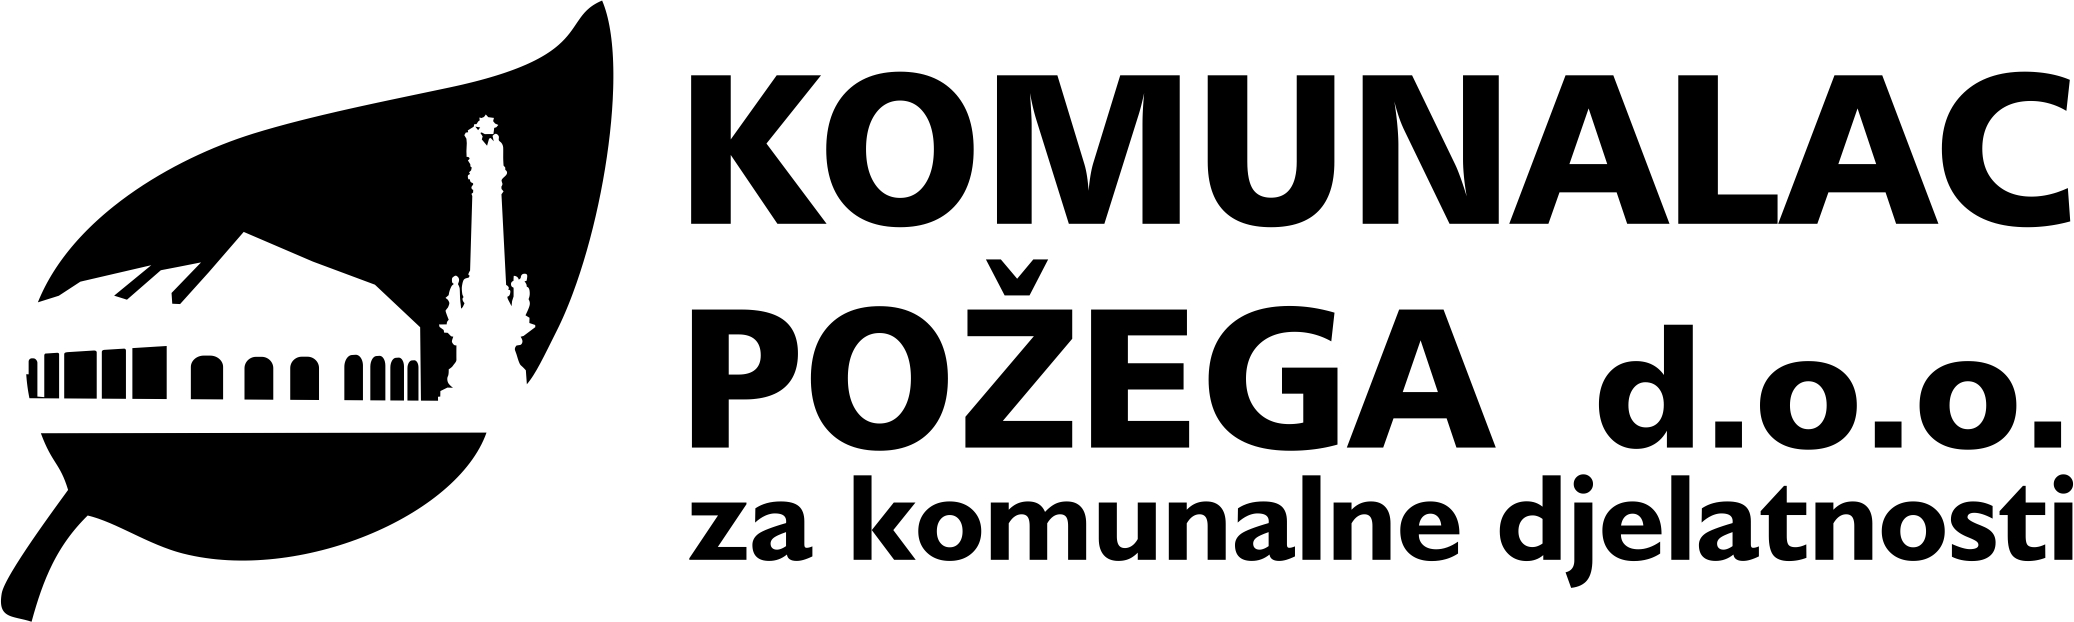 KOMUNALAC
POŽEGA d.o.o.
za komunalne djelatnosti